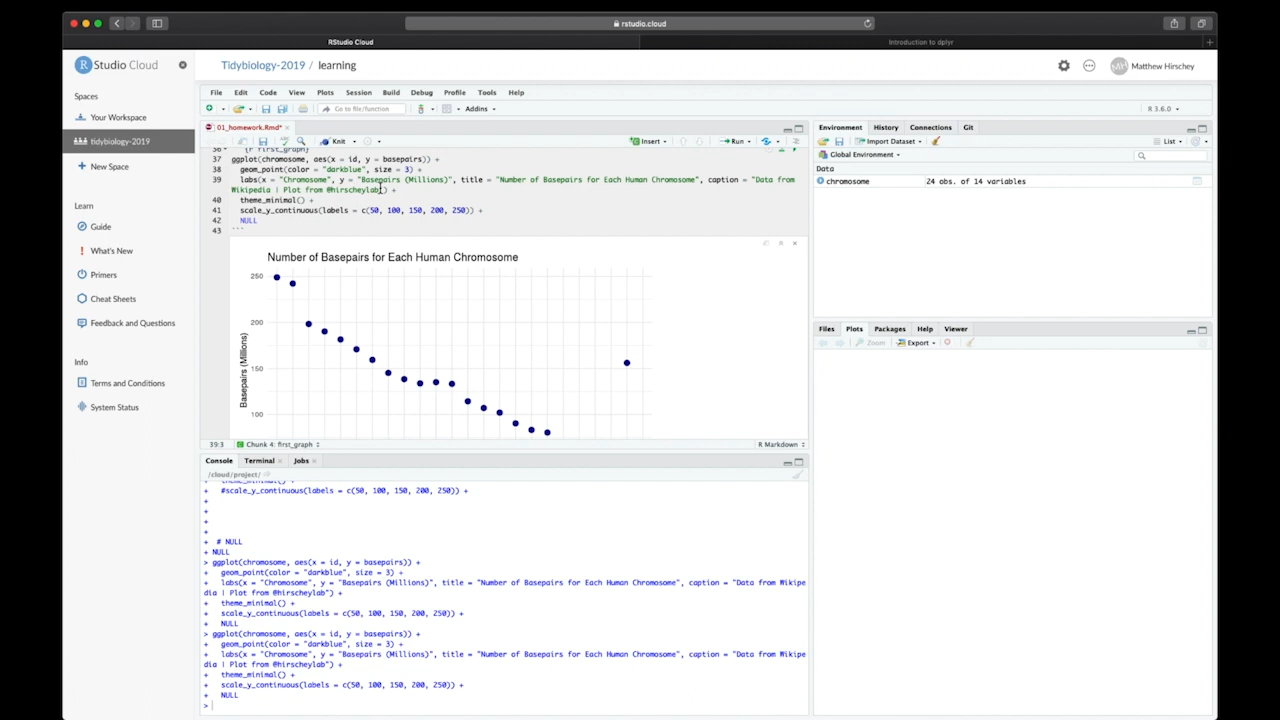 rstudio.cloud
RStudio Cloud
Introduction to dplyr
R Studio Cloud
Tidybiology-2019 / learning
Matthew Hirschey
Spaces
Your Workspace
tidybiology-2019
New Space
Learn
Guide
What's New
Primers
Cheat Sheets
Feedback and Questions
Info
Terms and Conditions
System Status
File Edit Code View Plots Session Build Debug Profile Tools Help
Go to file/function Addins R 3.6.0
01_homework.Rmd*
Knit Insert Run
36 {r first_graph}
37 ggplot(chromosome, aes(x = id, y = basepairs)) +
38 geom_point(color = "darkblue", size = 3) +
39 labs(x = "Chromosome", y = "Basepairs (Millions)", title = "Number of Basepairs for Each Human Chromosome", caption = "Data from
Wikipedia | Plot from @hirscheylab") +
40 theme_minimal() +
41 scale_y_continuous(labels = c(50, 100, 150, 200, 250)) +
42 NULL
43 ```
Number of Basepairs for Each Human Chromosome
250
200
150
100
Basepairs (Millions)
39:3 Chunk 4: first_graph R Markdown
Console Terminal Jobs
/cloud/project/
+ theme_minimal() +
+ #scale_y_continuous(labels = c(50, 100, 150, 200, 250)) +
+
+
+
+
+ # NULL
+ NULL
> ggplot(chromosome, aes(x = id, y = basepairs)) +
+ geom_point(color = "darkblue", size = 3) +
+ labs(x = "Chromosome", y = "Basepairs (Millions)", title = "Number of Basepairs for Each Human Chromosome", caption = "Data from Wikipe
dia | Plot from @hirscheylab") +
+ theme_minimal() +
+ scale_y_continuous(labels = c(50, 100, 150, 200, 250)) +
+ NULL
> ggplot(chromosome, aes(x = id, y = basepairs)) +
+ geom_point(color = "darkblue", size = 3) +
+ labs(x = "Chromosome", y = "Basepairs (Millions)", title = "Number of Basepairs for Each Human Chromosome", caption = "Data from Wikipe
dia | Plot from @hirscheylab") +
+ theme_minimal() +
+ scale_y_continuous(labels = c(50, 100, 150, 200, 250)) +
+ NULL
>
Environment History Connections Git
Import Dataset List
Global Environment
Data
chromosome 24 obs. of 14 variables
Files Plots Packages Help Viewer
Zoom Export